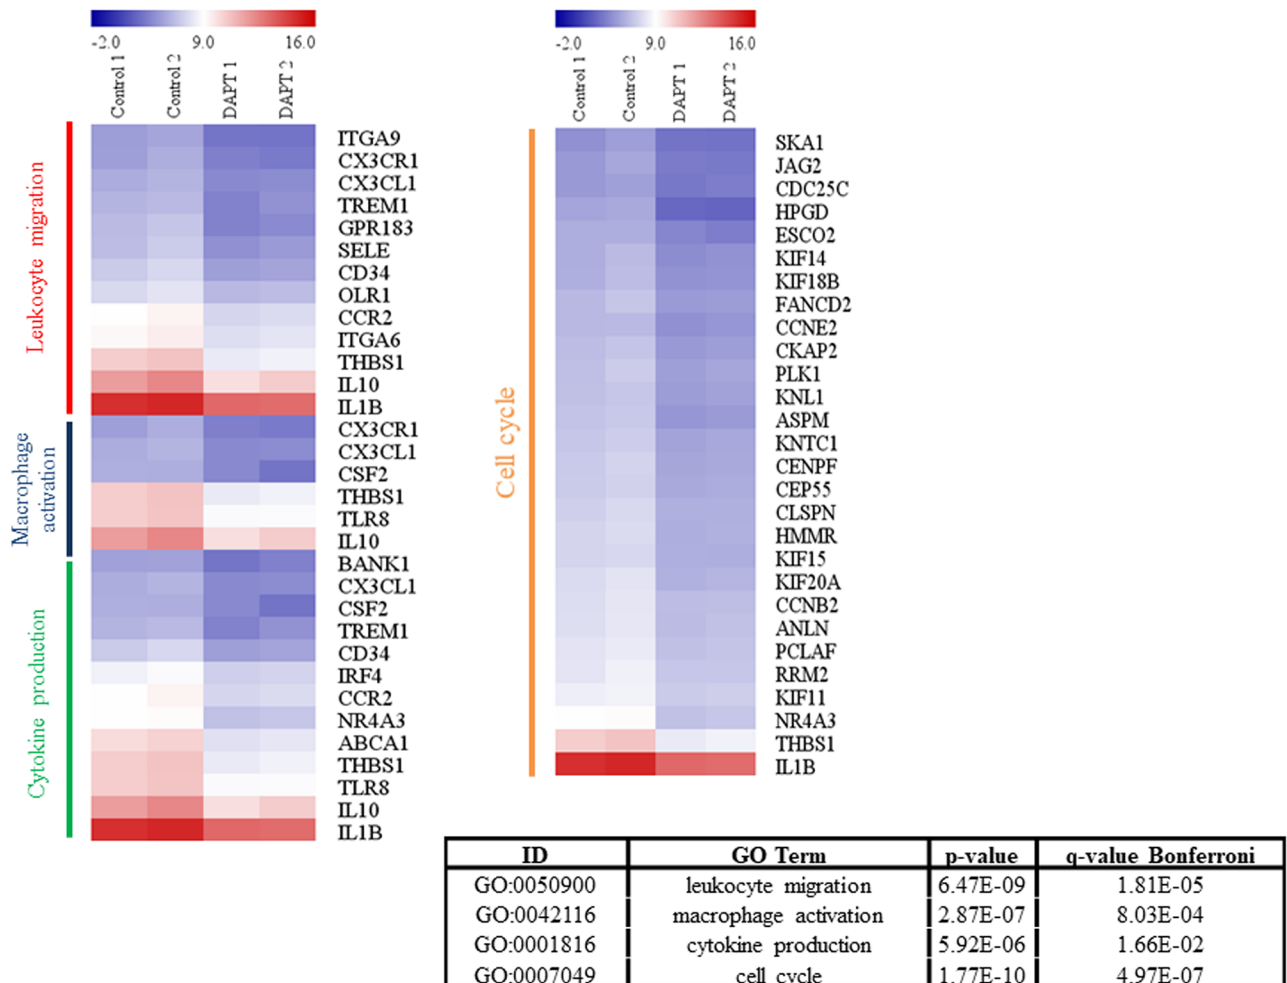 -2.0 9.0 16.0
Control 1 Control 2 DAPT 1 DAPT 2
Leukocyte migration
ITGA9
CX3CR1
CX3CL1
TREM1
GPR183
SELE
CD34
OLR1
CCR2
ITGA6
THBS1
IL10
IL1B
Macrophage
activation
CX3CR1
CX3CL1
CSF2
THBS1
TLR8
IL10
Cytokine production
BANK1
CX3CL1
CSF2
TREM1
CD34
IRF4
CCR2
NR4A3
ABCA1
THBS1
TLR8
IL10
IL1B
-2.0 9.0 16.0
Control 1 Control 2 DAPT 1 DAPT 2
Cell cycle
SKA1
JAG2
CDC25C
HPGD
ESCO2
KIF14
KIF18B
FANCD2
CCNE2
CKAP2
PLK1
KNL1
ASPM
KNTC1
CENPF
CEP55
CLSPN
HMMR
KIF15
KIF20A
CCNB2
ANLN
PCLAF
RRM2
KIF11
NR4A3
THBS1
IL1B
ID GO Term p-value q-value Bonferroni
GO:0050900 leukocyte migration 6.47E-09 1.81E-05
GO:0042116 macrophage activation 2.87E-07 8.03E-04
GO:0001816 cytokine production 5.92E-06 1.66E-02
GO:0007049 cell cycle 1.77E-10 4.97E-07